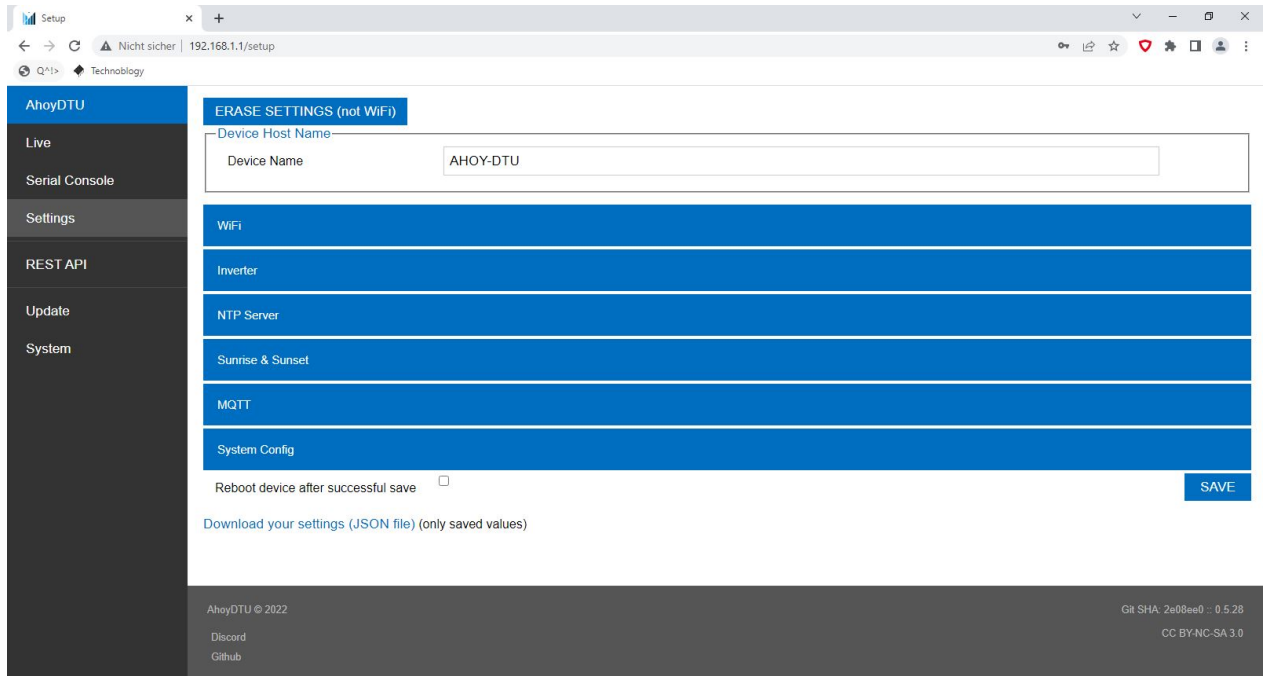 Setup
Nicht sicher | 192.168.1.1/setup
Q^!> Technoblogy
AhoyDTU
Live
Serial Console
Settings
REST API
Update
System
ERASE SETTINGS (not WiFi)
Device Host Name
Device Name AHOY-DTU
WiFi
Inverter
NTP Server
Sunrise & Sunset
MQTT
System Config
Reboot device after successful save SAVE
Download your settings (JSON file) (only saved values)
AhoyDTU © 2022 Git SHA: 2e08ee0 :: 0.5.28
Discord CC BY-NC-SA 3.0
Github